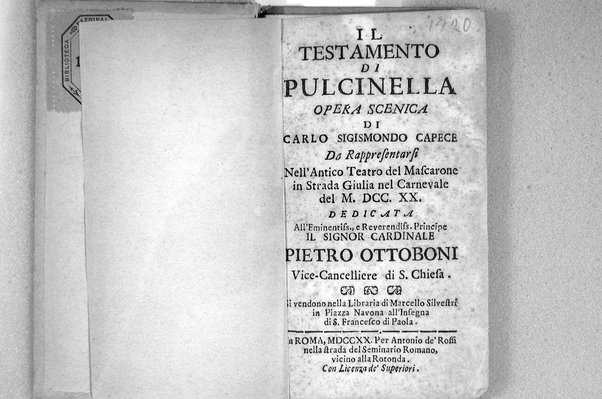 1720
IL
TESTAMENTO
DI
PULCINELLA
OPERA SCENICA
DI
CARLO SIGISMONDO CAPECE
Da Rappresentarſi
Nell'Antico Teatro del Maſcarone
in Strada Giulia nel Carnevale
del M. DCC. XX.
DEDICATA
All'Eminentiſs., e Reverendiſs. Principe
IL SIGNOR CARDINALE
PIETRO OTTOBONI
Vice-Cancelliere di S. Chieſa.
Si vendono nella Libraria di Marcello Silveſtri
in Piazza Navona all'Inſegna
di S. Franceſco di Paola.
ROMA, MDCCXX. Per Antonio de' Roſſi
nella ſtrada del Seminario Romano,
vicino alla Rotonda.
Con Licenza de' Superiori.
BIBLIOTECA